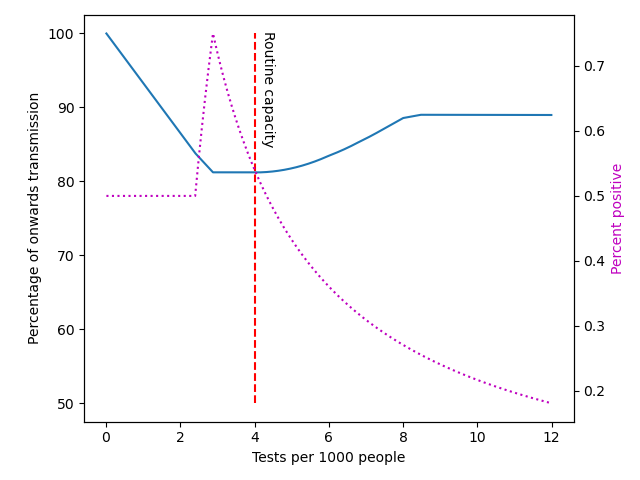 Percentage of onwards transmission
100
90
80
70
60
50
Routine capacity
0.7
0.6
0.5
0.4
0.3
0.2
Percent positive
0 2 4 6 8 10 12
Tests per 1000 people